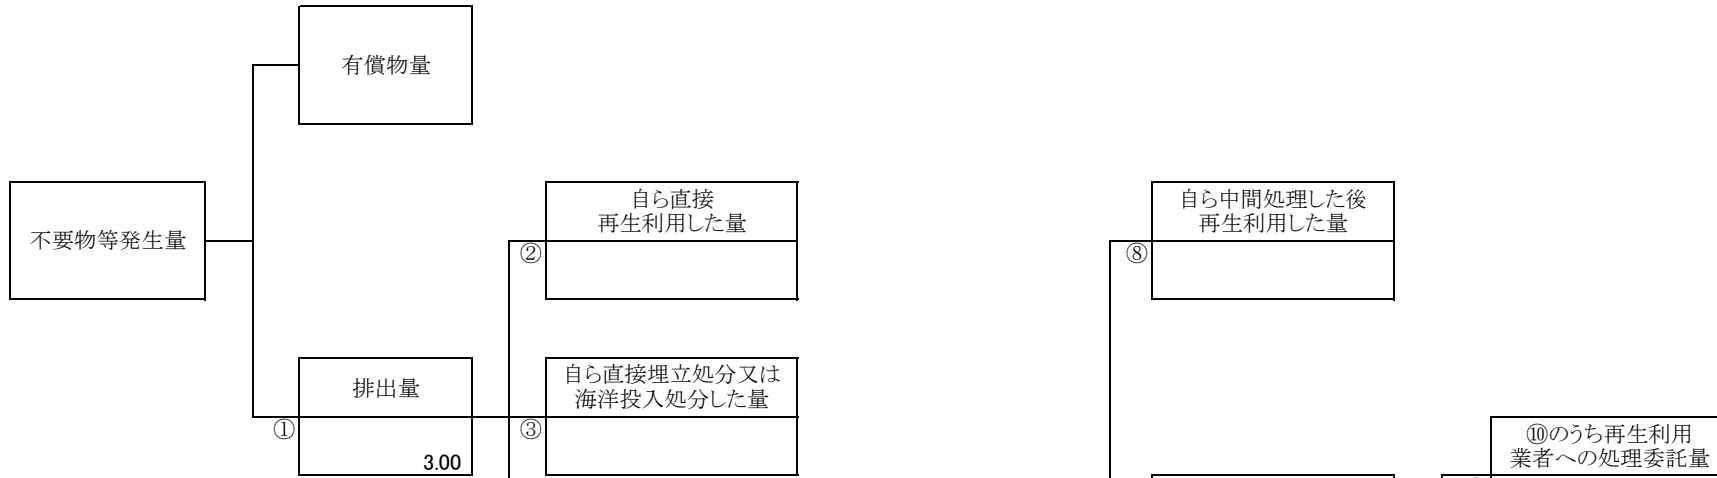 有償物量
不要物等発生量
自ら直接
再生利用した量
②
自ら中間処理した後
再生利用した量
⑧
排出量
①
3.00
自ら直接埋立処分又は
海洋投入処分した量
③
⑩のうち再生利用
業者への処理委託量